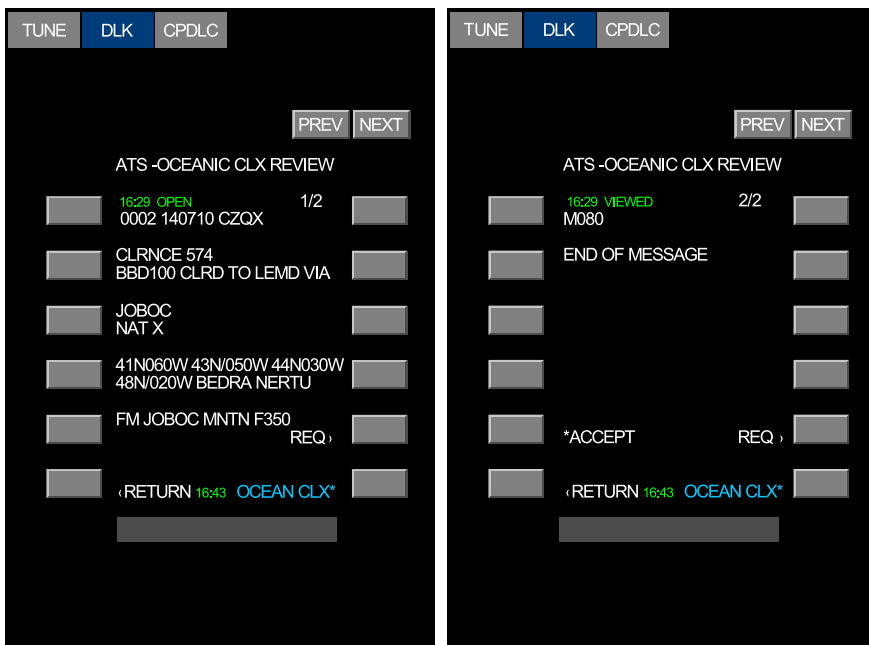 TUNE DLK CPDLC
PREV NEXT
ATS -OCEANIC CLX REVIEW
16:29 OPEN 1/2
0002 140710 CZQX
CLRNCE 574
BBD100 CLRD TO LEMD VIA
JOBOC
NAT X
41N060W 43N/050W 44N030W
48N/020W BEDRA NERTU
FM JOBOC MNTN F350
REQ ›
‹RETURN 16:43 OCEAN CLX*
TUNE DLK CPDLC
PREV NEXT
ATS -OCEANIC CLX REVIEW
16:29 VIEWED 2/2
M080
END OF MESSAGE
*ACCEPT REQ ›
‹RETURN 16:43 OCEAN CLX*